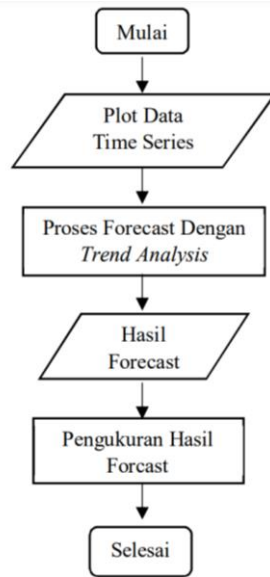 Mulai
Plot Data
Time Series
Proses Forecast Dengan
Trend Analysis
Hasil
Forecast
Pengukuran Hasil
Forcast
Selesai